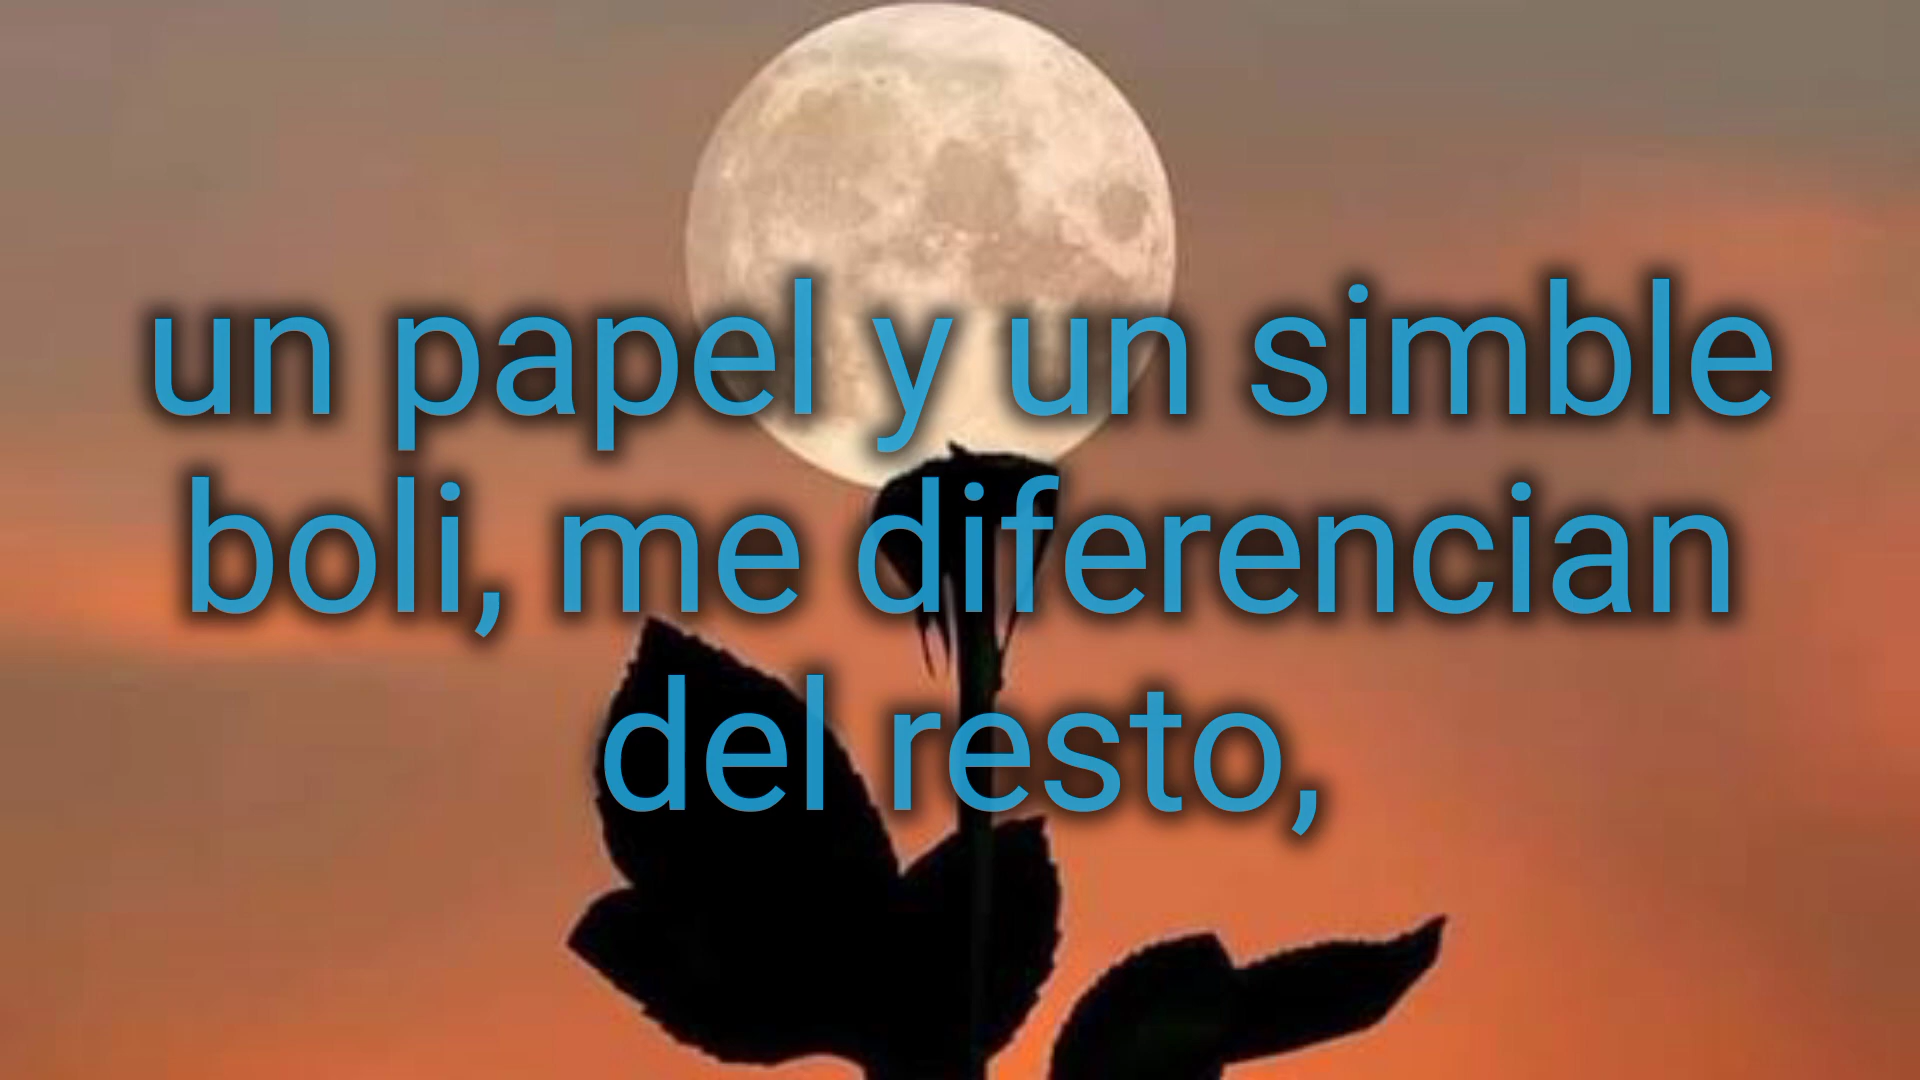 un papel y un simble
boli, me diferencian
del resto,